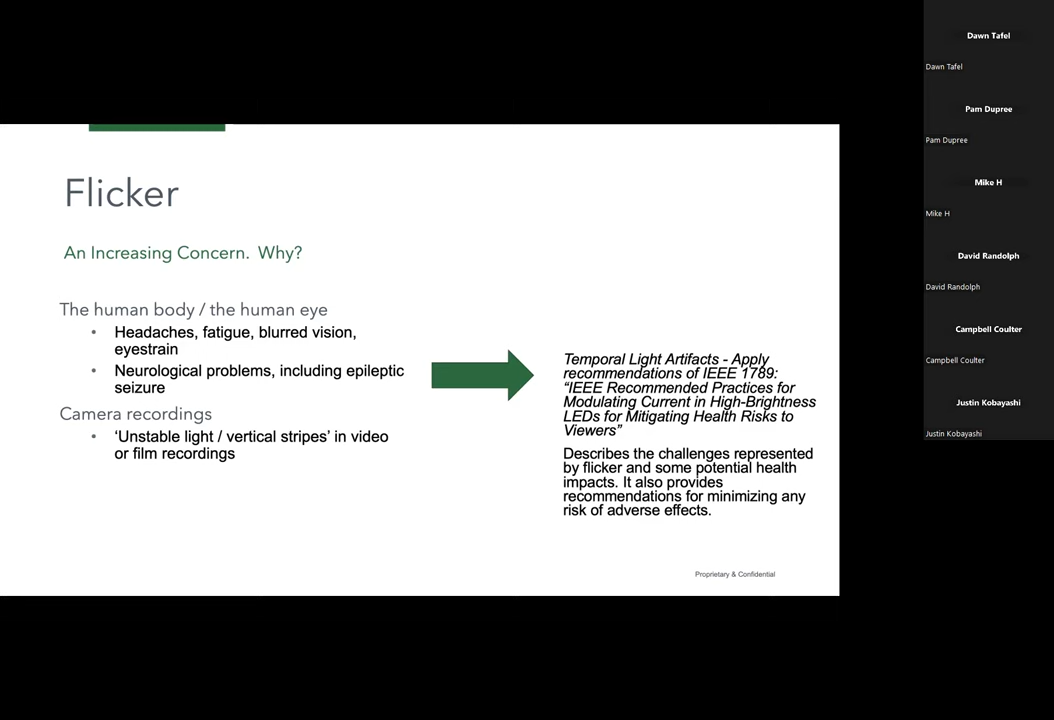 Flicker
An Increasing Concern.  Why?
The human body / the human eye
• Headaches, fatigue, blurred vision,
eyestrain
• Neurological problems, including epileptic
seizure
Camera recordings
• ‘Unstable light / vertical stripes’ in video
or film recordings
Temporal Light Artifacts - Apply
recommendations of IEEE 1789:
“IEEE Recommended Practices for
Modulating Current in High-Brightness
LEDs for Mitigating Health Risks to
Viewers”
Describes the challenges represented
by flicker and some potential health
impacts. It also provides
recommendations for minimizing any
risk of adverse effects.
Proprietary & Confidential
Dawn Tafel
Dawn Tafel
Pam Dupree
Pam Dupree
Mike H
Mike H
David Randolph
David Randolph
Campbell Coulter
Campbell Coulter
Justin Kobayashi
Justin Kobayashi